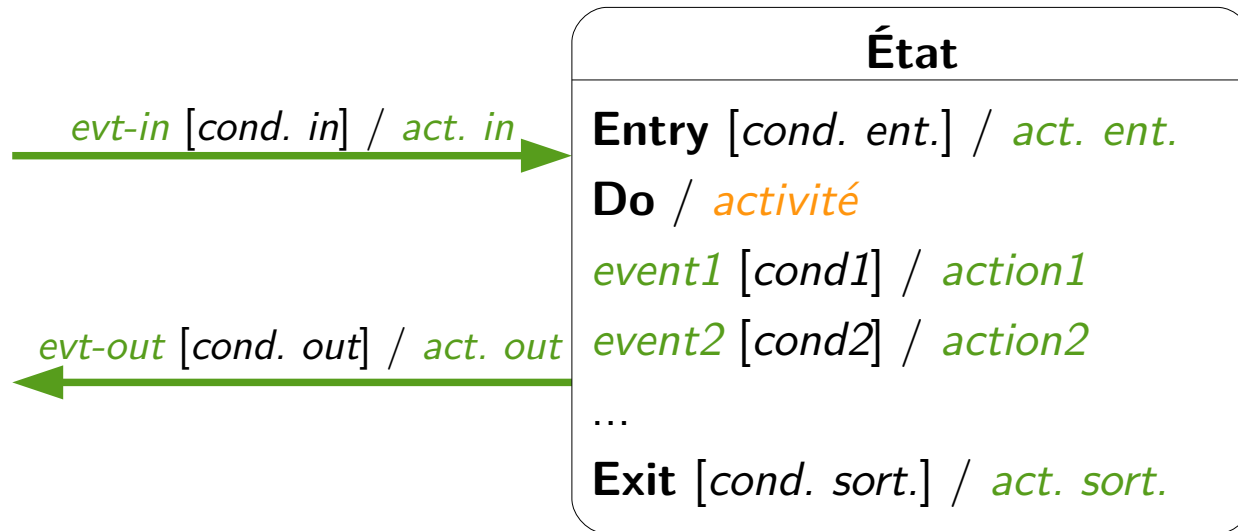 État
evt-in [cond. in] / act. in
Entry [cond. ent.] / act. ent.
Do / activité
event1 [cond1] / action1
evt-out [cond. out] / act. out
event2 [cond2] / action2
...
Exit [cond. sort.] / act. sort.